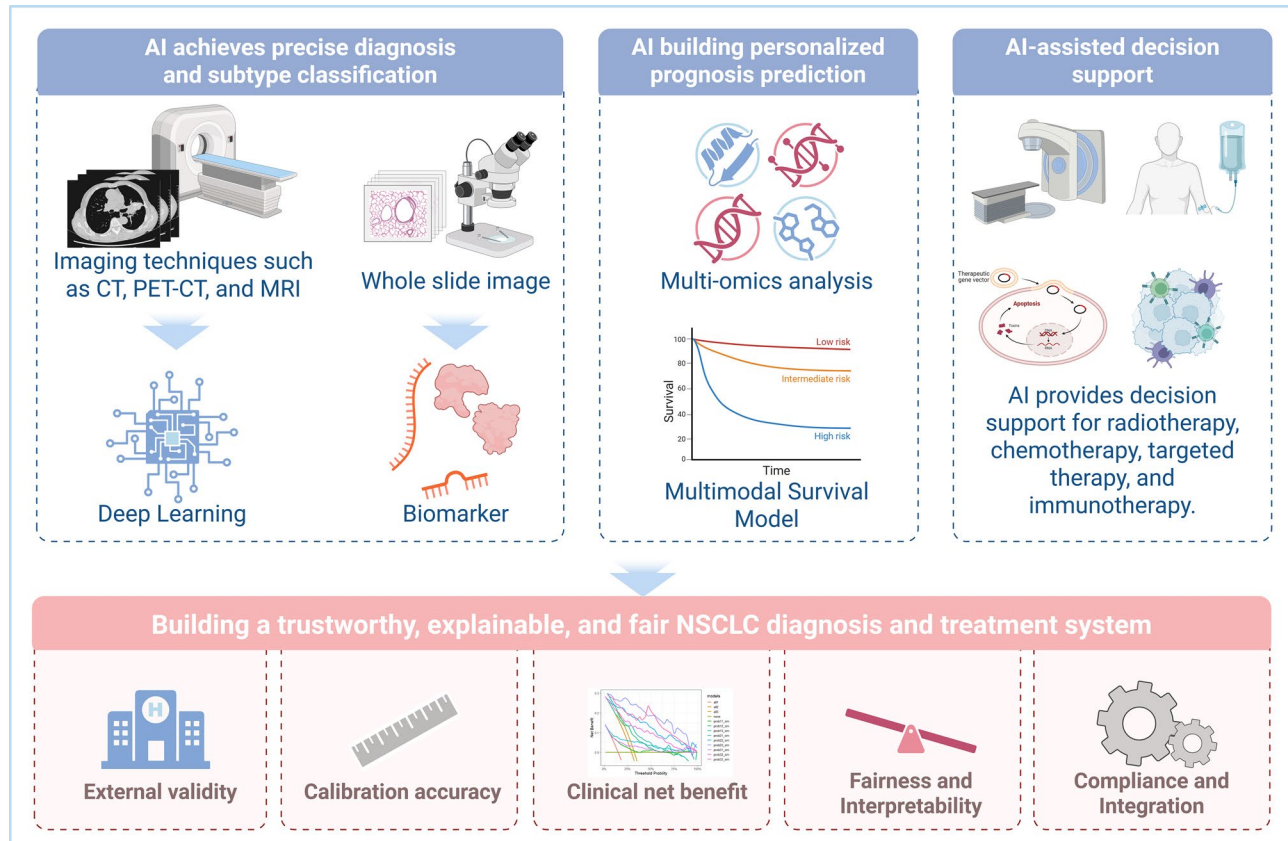 AI achieves precise diagnosis
and subtype classification
Imaging techniques such
as CT, PET-CT, and MRI
Whole slide image
Deep Learning
Biomarker
AI building personalized
prognosis prediction
Multi-omics analysis
Survival
100
80
60
40
20
0
Low risk
Intermediate risk
High risk
Time
Multimodal Survival
Model
AI-assisted decision
support
Therapeutic
gene vector
Apoptosis
AI provides decision
support for radiotherapy,
chemotherapy, targeted
therapy, and
immunotherapy.
Building a trustworthy, explainable, and fair NSCLC diagnosis and treatment system
H
External validity
Calibration accuracy
Net Benefit
models
Clinical net benefit
Fairness and
Interpretability
Compliance and
Integration